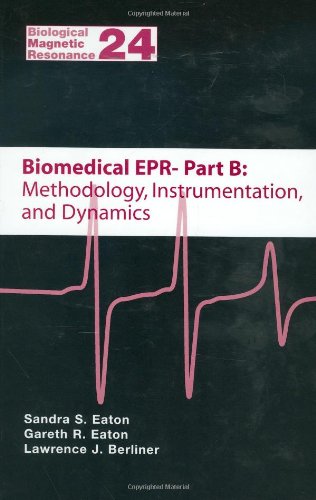 Biological
Magnetic
Resonance
24
Biomedical EPR- Part B:
Methodology, Instrumentation,
and Dynamics
Sandra S. Eaton
Gareth R. Eaton
Lawrence J. Berliner